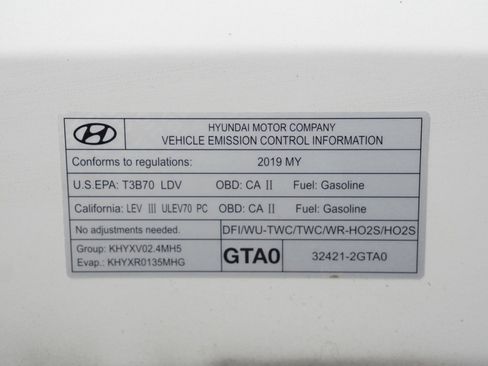 HYUNDAI MOTOR COMPANY
VEHICLE EMISSION CONTROL INFORMATION
Conforms to regulations: 2019 MY
U.S.EPA: T3B70 LDV OBD: CA II Fuel: Gasoline
California: LEV III ULEV70 PC OBD: CA II Fuel: Gasoline
No adjustments needed. DFI/WU-TWC/TWC/WR-HO2S/HO2S
Group: KHYXV02.4MH5
Evap.: KHYXR0135MHG
GTA0 32421-2GTA0